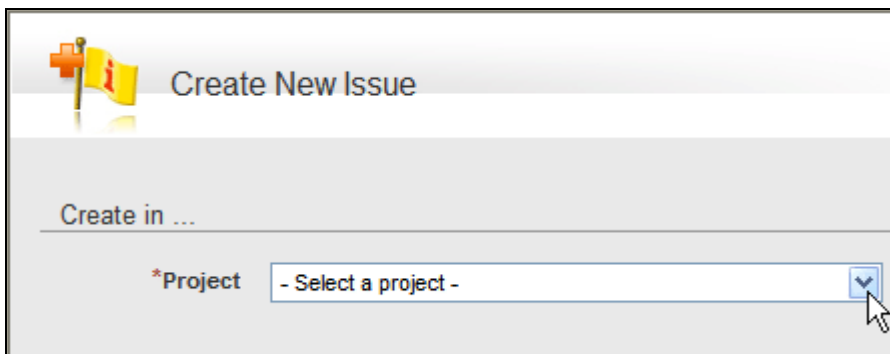 Create New Issue
Create in ...
*Project - Select a project -